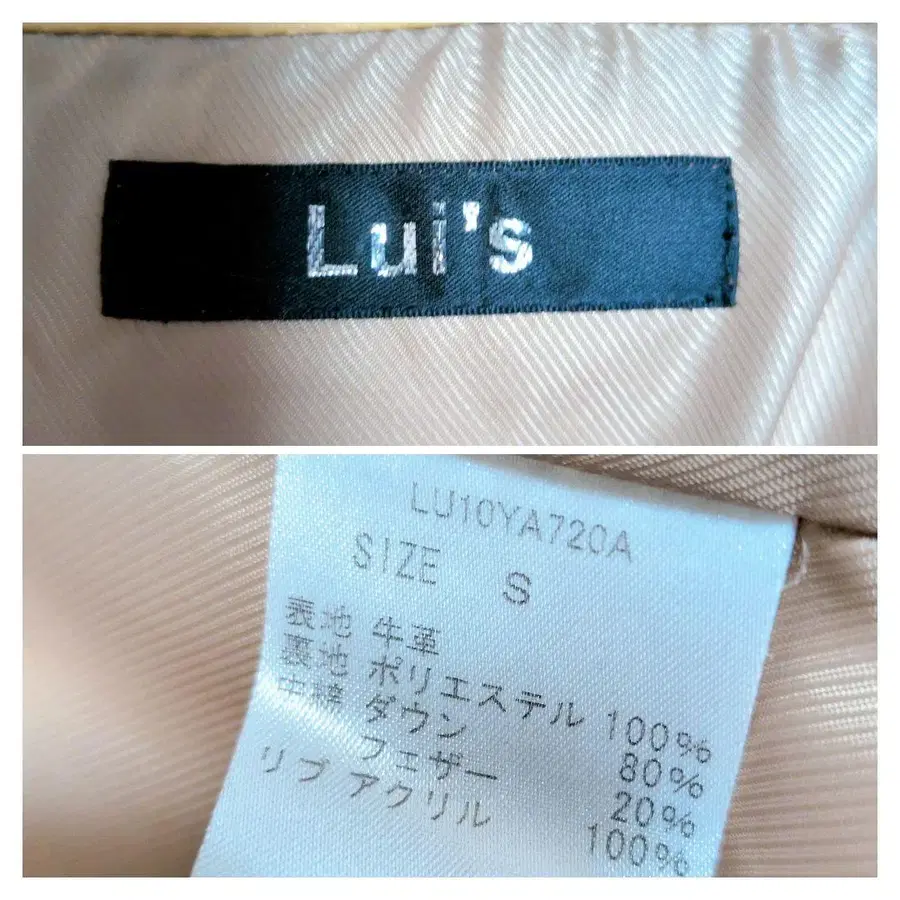 Lui's
LU10YA720A
SIZE S
表地 牛革
裏地 ポリエステル 100%
中綿 ダウン 80%
フェザー 20%
リブ アクリル 100%